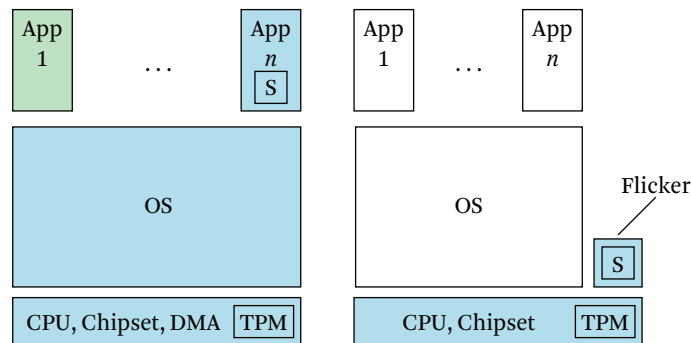 App
1
...
App
n
S
OS
CPU, Chipset, DMA
TPM
App
1
...
App
n
OS
Flicker
S
CPU, Chipset
TPM